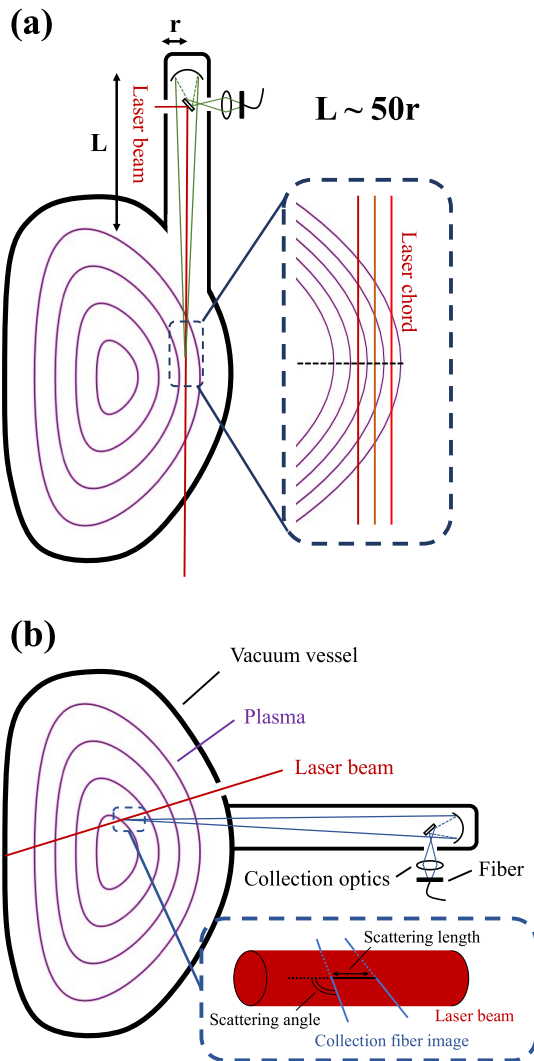 (a)
r
L
Laser beam
L ~ 50r
Laser chord
(b)
Vacuum vessel
Plasma
Laser beam
Collection optics
Fiber
Scattering length
Scattering angle
Laser beam
Collection fiber image